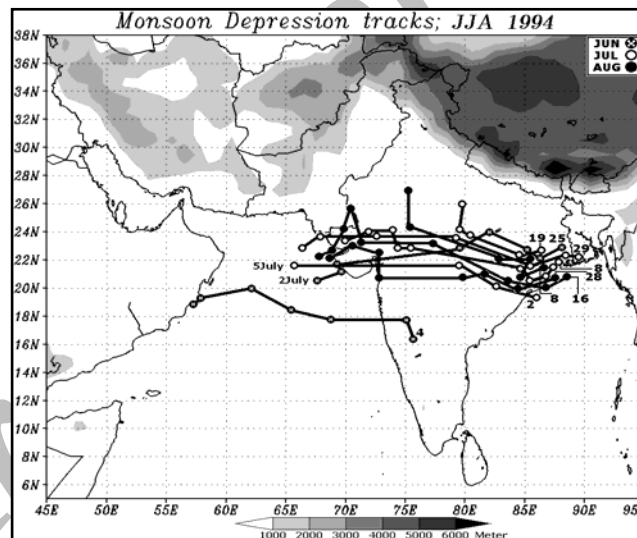 Monsoon Depression tracks; JJA 1994
38N
36N
34N
32N
30N
28N
26N
24N
22N
20N
18N
16N
14N
12N
10N
8N
6N
JUN
JUL
AUG
19 25
29
5July
2July
8
28
2 8 16
4
45E 50E 55E 60E 65E 70E 75E 80E 85E 90E 95E
1000 2000 3000 4000 5000 6000 Meter